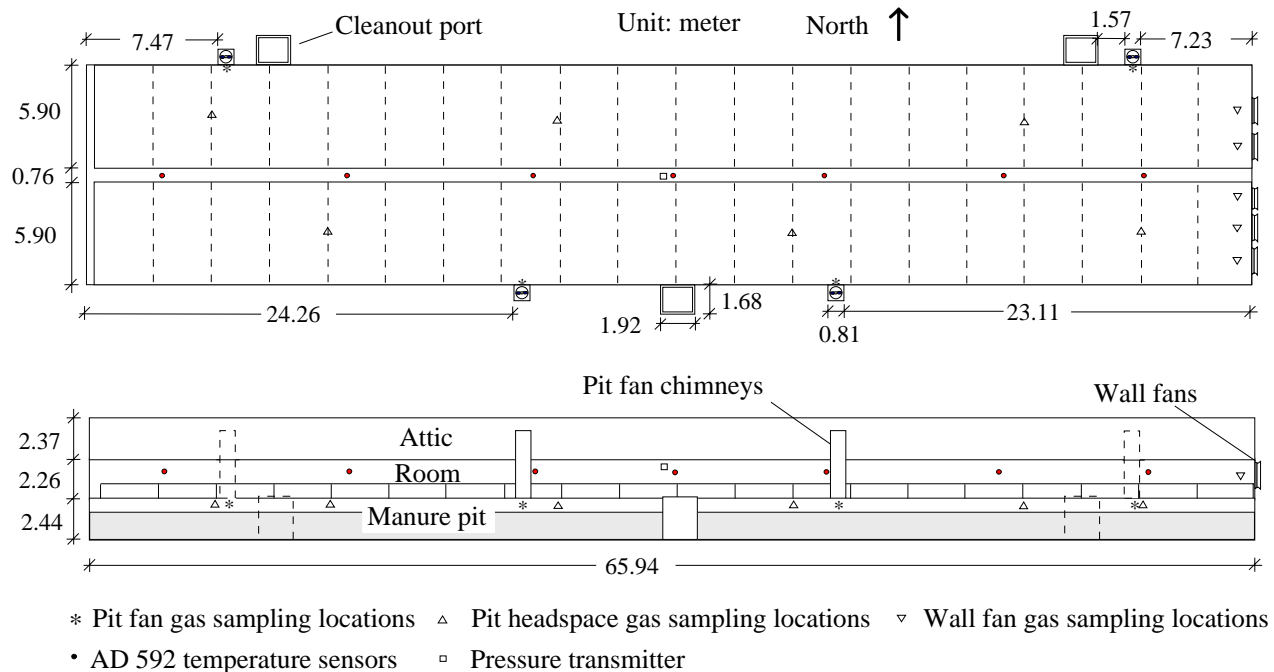 7.47
Cleanout port
Unit: meter
North
1.57
7.23
5.90
0.76
5.90
24.26
1.92
1.68
0.81
23.11
Pit fan chimneys
Wall fans
2.37
Attic
2.26
Room
2.44
Manure pit
65.94
* Pit fan gas sampling locations △ Pit headspace gas sampling locations ▽ Wall fan gas sampling locations
• AD 592 temperature sensors □ Pressure transmitter